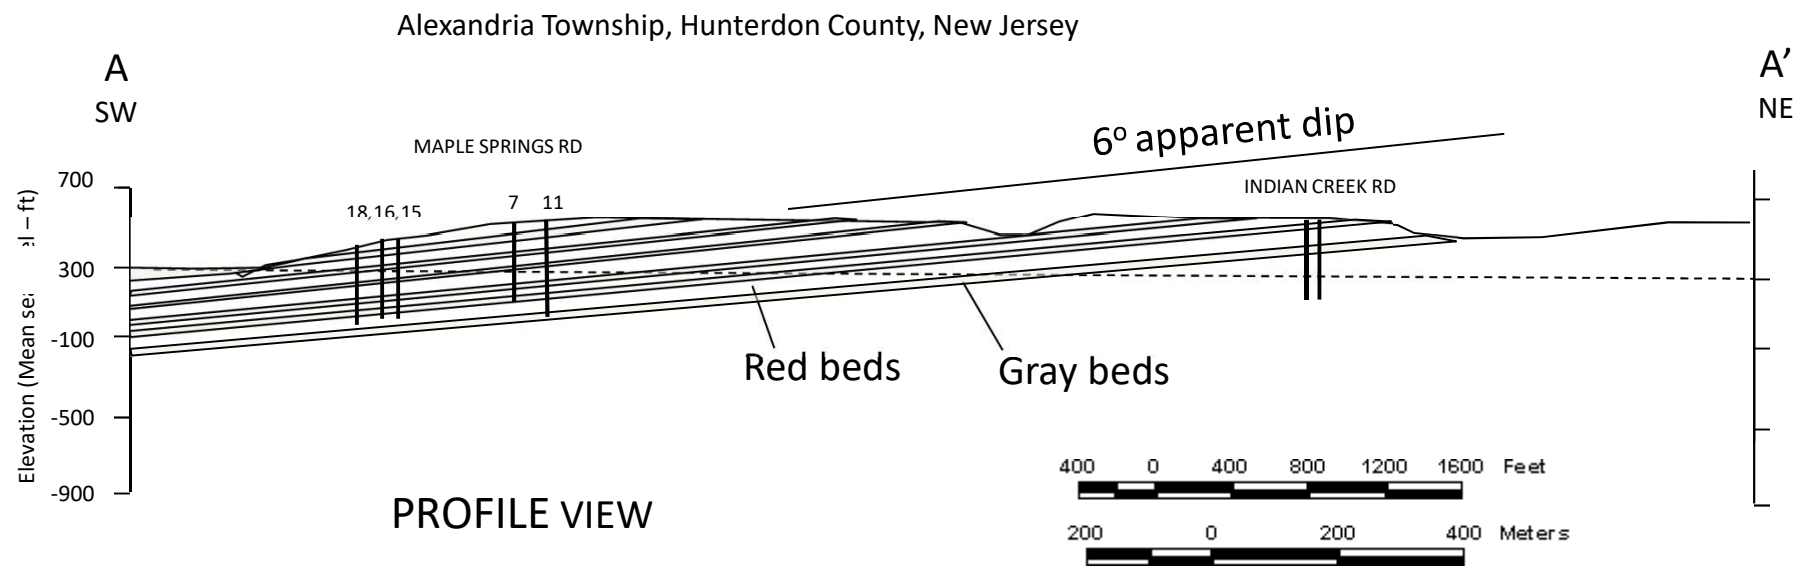 Alexandria Township, Hunterdon County, New Jersey
A
SW
A’
NE
6º apparent dip
MAPLE SPRINGS RD
INDIAN CREEK RD
18,16,15
7
11
700
300
-100
-500
-900
Elevation (Mean
– ft)
Red beds
Gray beds
PROFILE VIEW
400 0 400 800 1200 1600 Feet
200 0 200 400 Meters